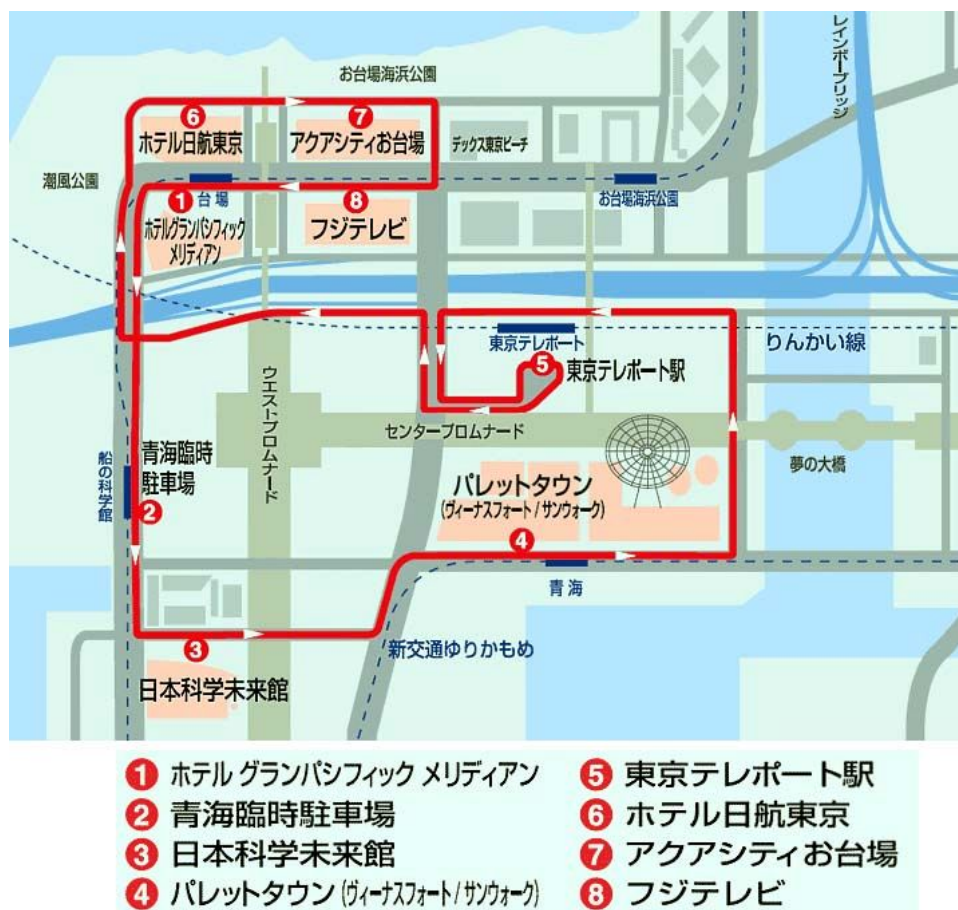 お台場海浜公園
レインボーブリッジ
6
7
ホテル日航東京
アクアシティお台場
デックス東京ビーチ
潮風公園
台場
お台場海浜公園
1
8
ホテルグランパシフィック
メリディアン
フジテレビ
東京テレポート
りんかい線
5
東京テレポート駅
ウエストプロムナード
センタープロムナード
船の科学館
青海臨時
駐車場
2
夢の大橋
パレットタウン
(ヴィーナスフォート/サンウォーク)
4
青海
3
新交通ゆりかもめ
日本科学未来館
1 ホテル グランパシフィック メリディアン
2 青海臨時駐車場
3 日本科学未来館
4 パレットタウン (ヴィーナスフォート/サンウォーク)
5 東京テレポート駅
6 ホテル日航東京
7 アクアシティお台場
8 フジテレビ